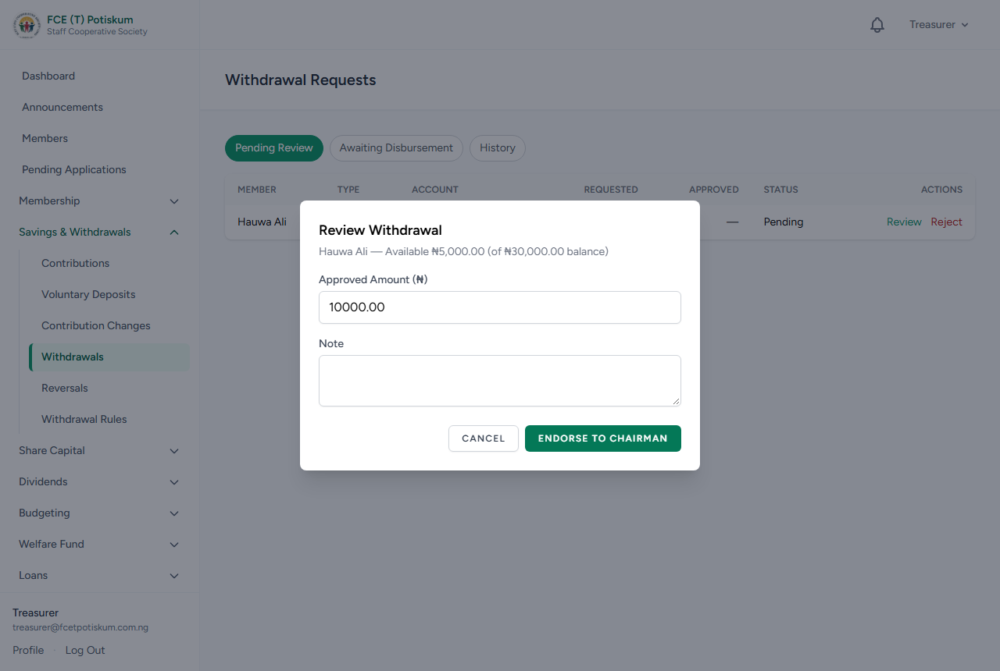 FCE (T) Potiskum
Staff Cooperative Society
Treasurer
Dashboard
Announcements
Members
Pending Applications
Membership
Savings & Withdrawals
Contributions
Voluntary Deposits
Contribution Changes
Withdrawals
Reversals
Withdrawal Rules
Share Capital
Dividends
Budgeting
Welfare Fund
Loans
Treasurer
treasurer@fcetpotiskum.com.ng
Profile · Log Out
Withdrawal Requests
Pending Review Awaiting Disbursement History
MEMBER TYPE ACCOUNT REQUESTED APPROVED STATUS ACTIONS
Hauwa Ali — Pending Review Reject
Review Withdrawal
Hauwa Ali — Available ₦5,000.00 (of ₦30,000.00 balance)
Approved Amount (₦)
10000.00
Note
CANCEL ENDORSE TO CHAIRMAN